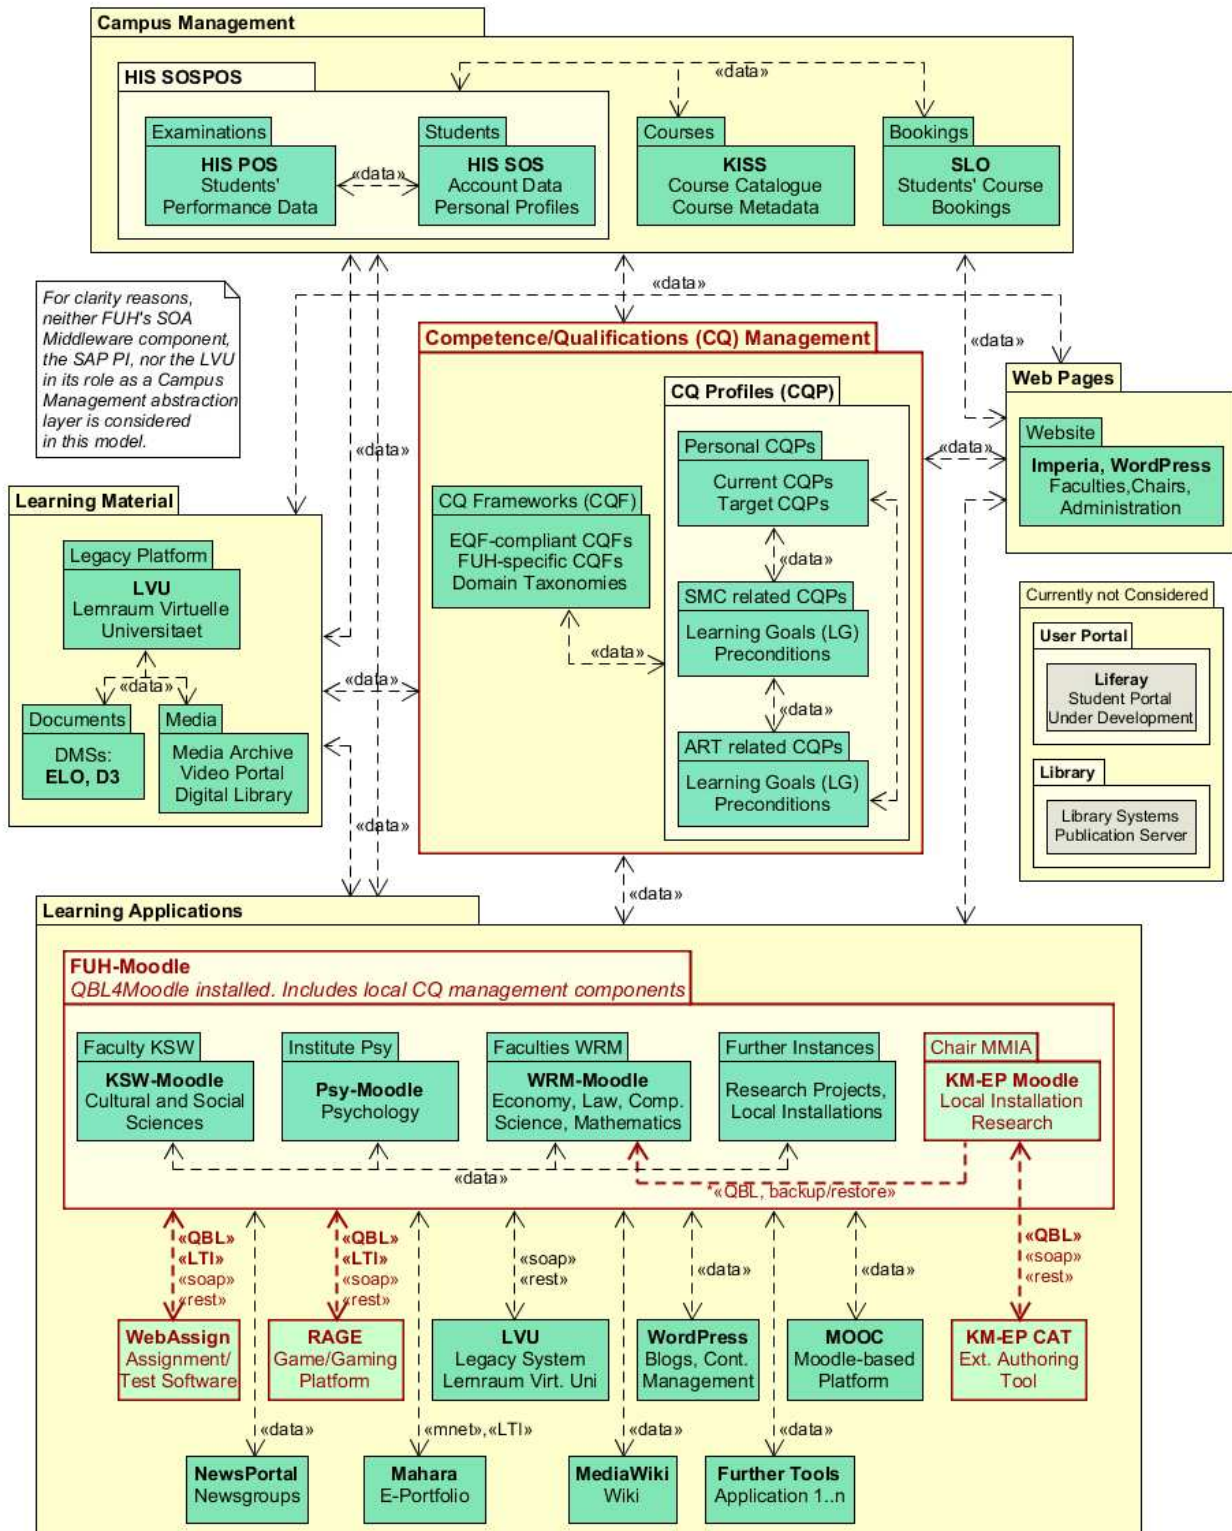 Campus Management
HIS SOSPOS
«data»
Examinations
HIS POS
Students'
Performance Data
«data»
Students
HIS SOS
Account Data
Personal Profiles
Courses
KISS
Course Catalogue
Course Metadata
Bookings
SLO
Students' Course
Bookings
For clarity reasons,
neither FUH's SOA
Middleware component,
the SAP PI, nor the LVU
in its role as a Campus
Management abstraction
layer is considered
in this model.
«data»
«data»
«data»
Competence/Qualifications (CQ) Management
CQ Profiles (CQP)
Personal CQPs
Current CQPs
Target CQPs
«data»
CQ Frameworks (CQF)
EQF-compliant CQFs
FUH-specific CQFs
Domain Taxonomies
«data»
SMC related CQPs
Learning Goals (LG)
Preconditions
«data»
ART related CQPs
Learning Goals (LG)
Preconditions
Web Pages
Website
Imperia, WordPress
Faculties,Chairs,
Administration
«data»
Learning Material
Legacy Platform
LVU
Lernraum Virtuelle
Universitaet
«data»
Documents
DMSs:
ELO, D3
Media
Media Archive
Video Portal
Digital Library
«data»
«data»
Currently not Considered
User Portal
Liferay
Student Portal
Under Development
Library
Library Systems
Publication Server
«data»
Learning Applications
FUH-Moodle
QBL4Moodle installed. Includes local CQ management components
Faculty KSW
KSW-Moodle
Cultural and Social
Sciences
Institute Psy
Psy-Moodle
Psychology
Faculties WRM
WRM-Moodle
Economy, Law, Comp.
Science, Mathematics
Further Instances
Research Projects,
Local Installations
Chair MMIA
KM-EP Moodle
Local Installation
Research
«data»
*«QBL, backup/restore»
«QBL»
«LTI»
«soap»
«rest»
«QBL»
«LTI»
«soap»
«rest»
«soap»
«rest»
«data»
«data»
«QBL»
«soap»
«rest»
WebAssign
Assignment/
Test Software
RAGE
Game/Gaming
Platform
LVU
Legacy System
Lernraum Virt. Uni
WordPress
Blogs, Cont.
Management
MOOC
Moodle-based
Platform
KM-EP CAT
Ext. Authoring
Tool
«data»
«mnet»,«LTI»
«data»
«data»
NewsPortal
Newsgroups
Mahara
E-Portfolio
MediaWiki
Wiki
Further Tools
Application 1..n